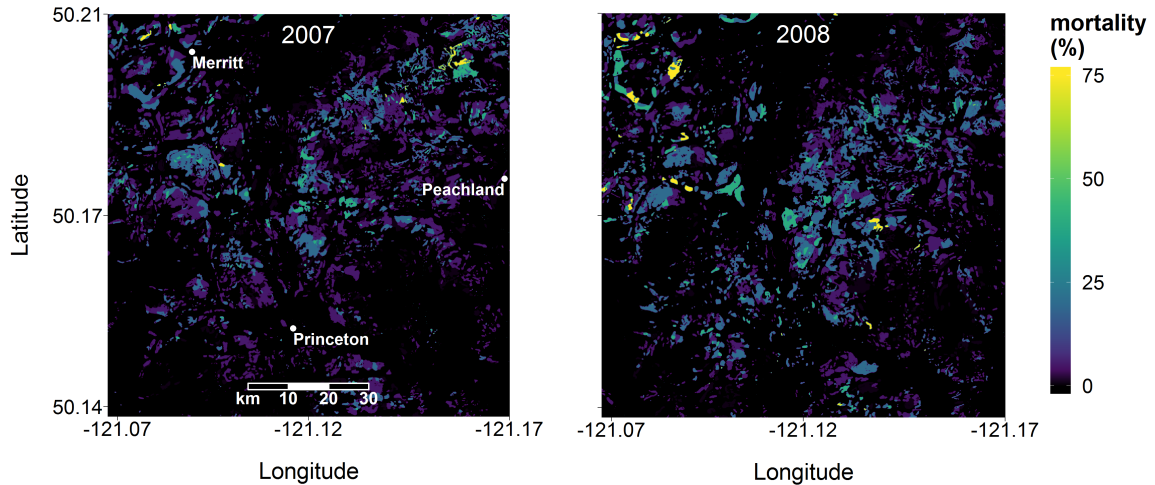 2007
2008
mortality
(%)
75
50
25
0
50.21
50.17
50.14
Latitude
Merritt
Peachland
Princeton
km 10 20 30
-121.07
-121.12
-121.17
Longitude
-121.07
-121.12
-121.17
Longitude